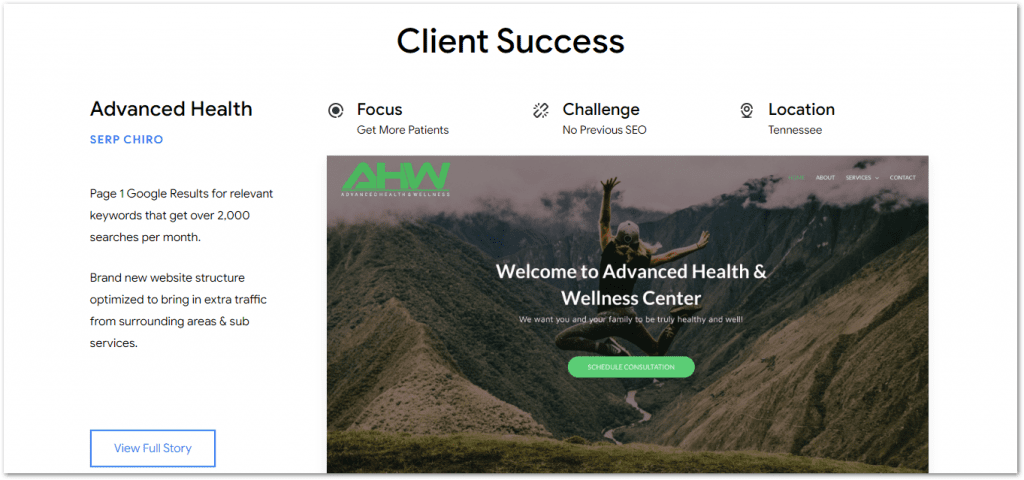 Client Success
Advanced Health
SERP CHIRO
Page 1 Google Results for relevant
keywords that get over 2,000
searches per month.
Brand new website structure
optimized to bring in extra traffic
from surrounding areas & sub
services.
View Full Story
Focus
Get More Patients
Challenge
No Previous SEO
Location
Tennessee
AHW
ADVANCED HEALTH & WELLNESS
HOME ABOUT SERVICES CONTACT
Welcome to Advanced Health &
Wellness Center
We want you and your family to be truly healthy and well!
SCHEDULE CONSULTATION